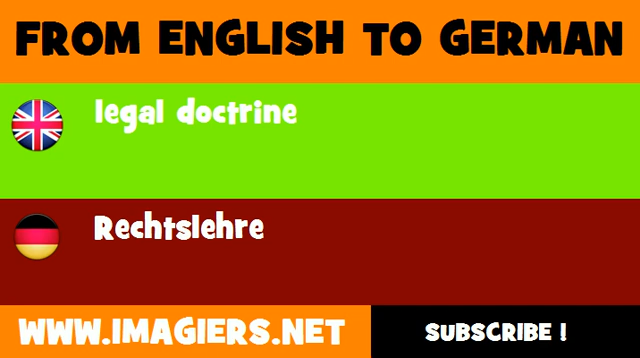 FROM ENGLISH TO GERMAN
legal doctrine
Rechtslehre
WWW.IMAGIERS.NET
SUBSCRIBE !